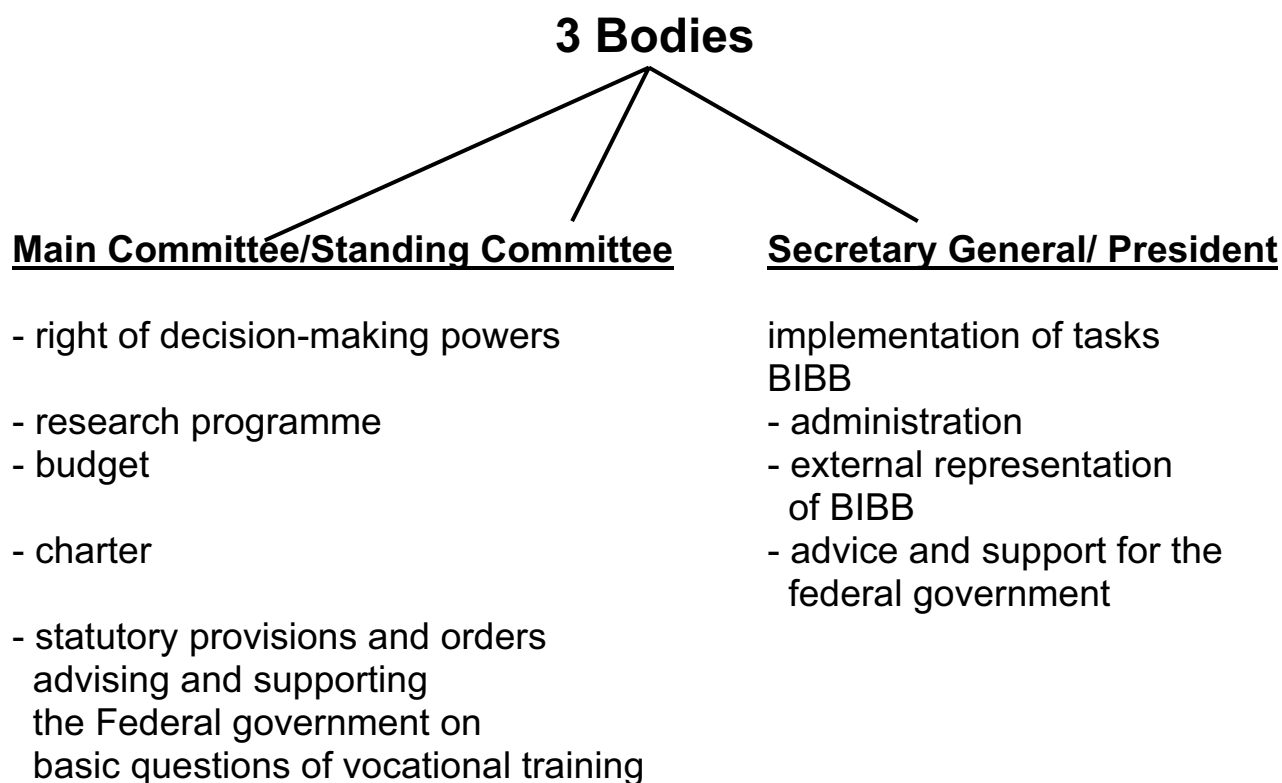 3 Bodies
Main Committee/Standing Committee
- right of decision-making powers
- research programme
- budget
- charter
- statutory provisions and orders
advising and supporting
the Federal government on
basic questions of vocational training
Secretary General/ President
implementation of tasks
BIBB
- administration
- external representation
of BIBB
- advice and support for the
federal government